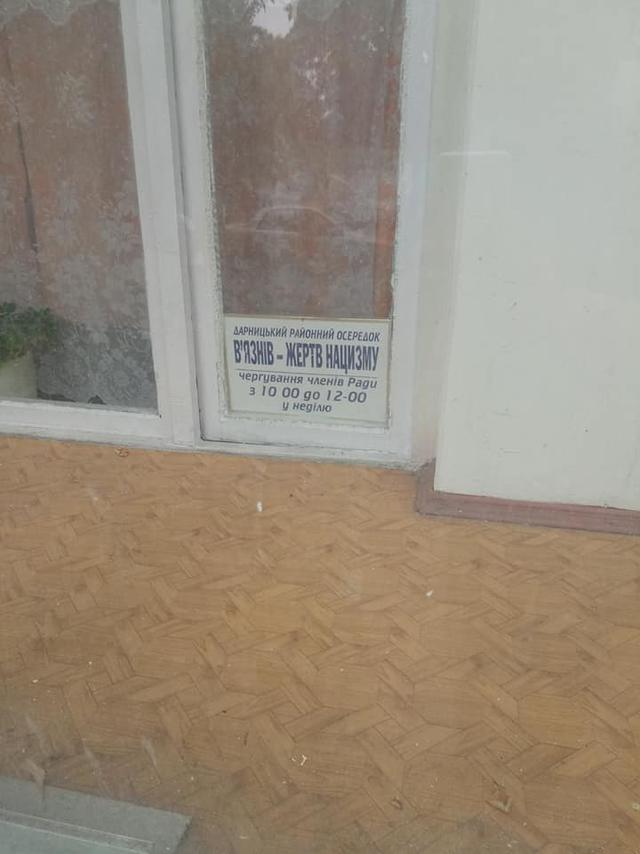 ДАРНИЦЬКИЙ РАЙОННИЙ ОСЕРЕДОК
В'ЯЗНІВ – ЖЕРТВ НАЦИЗМУ
чергування членів Ради
з 10 00 до 12-00
у неділю